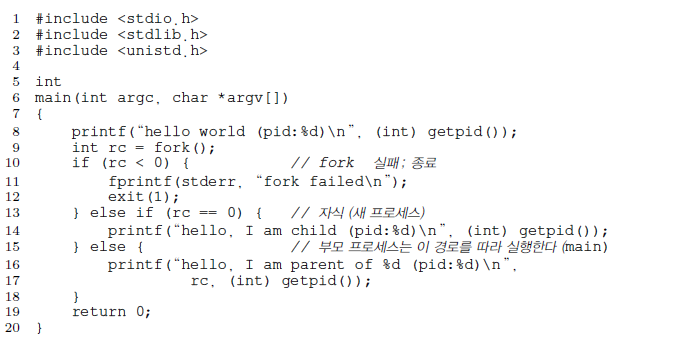 1 #include <stdio.h>
2 #include <stdlib.h>
3 #include <unistd.h>
4
5 int
6 main(int argc, char *argv[])
7 {
8     printf(“hello world (pid:%d)\n”, (int) getpid());
9     int rc = fork();
10     if (rc < 0) {           // fork 실패; 종료
11         fprintf(stderr, “fork failed\n”);
12         exit(1);
13     } else if (rc == 0) {   // 자식 (새 프로세스)
14         printf(“hello, I am child (pid:%d)\n”, (int) getpid());
15     } else {                // 부모 프로세스는 이 경로를 따라 실행한다 (main)
16         printf(“hello, I am parent of %d (pid:%d)\n”,
17                  rc, (int) getpid());
18     }
19     return 0;
20 }